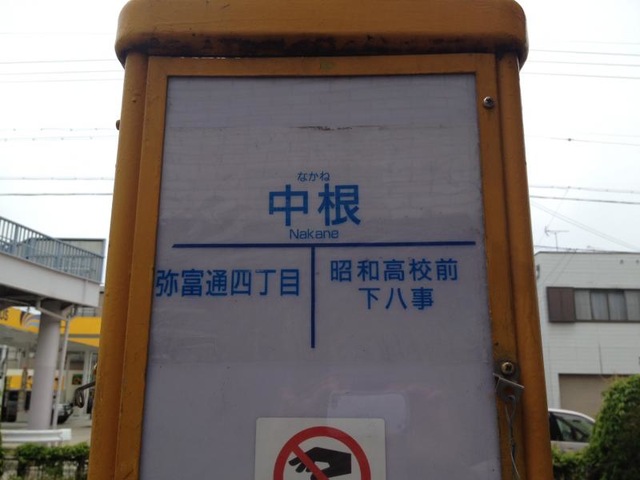 なかね
中根
Nakane
弥富通四丁目
昭和高校前
下八事